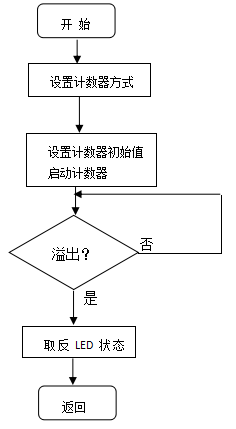 开 始
设置计数器方式
设置计数器初始值
启动计数器
溢出？
否
是
取反 LED 状态
返回